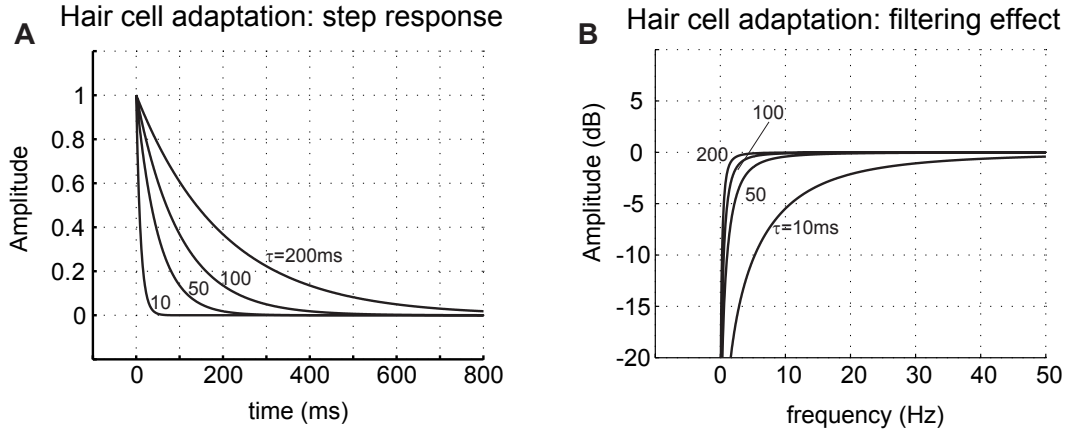 A
Hair cell adaptation: step response
1
0.8
0.6
0.4
0.2
0
Amplitude
τ=200ms
100
50
10
0 200 400 600 800
time (ms)
B
Hair cell adaptation: filtering effect
5
0
-5
-10
-15
-20
Amplitude (dB)
100
200
50
τ=10ms
0 10 20 30 40 50
frequency (Hz)